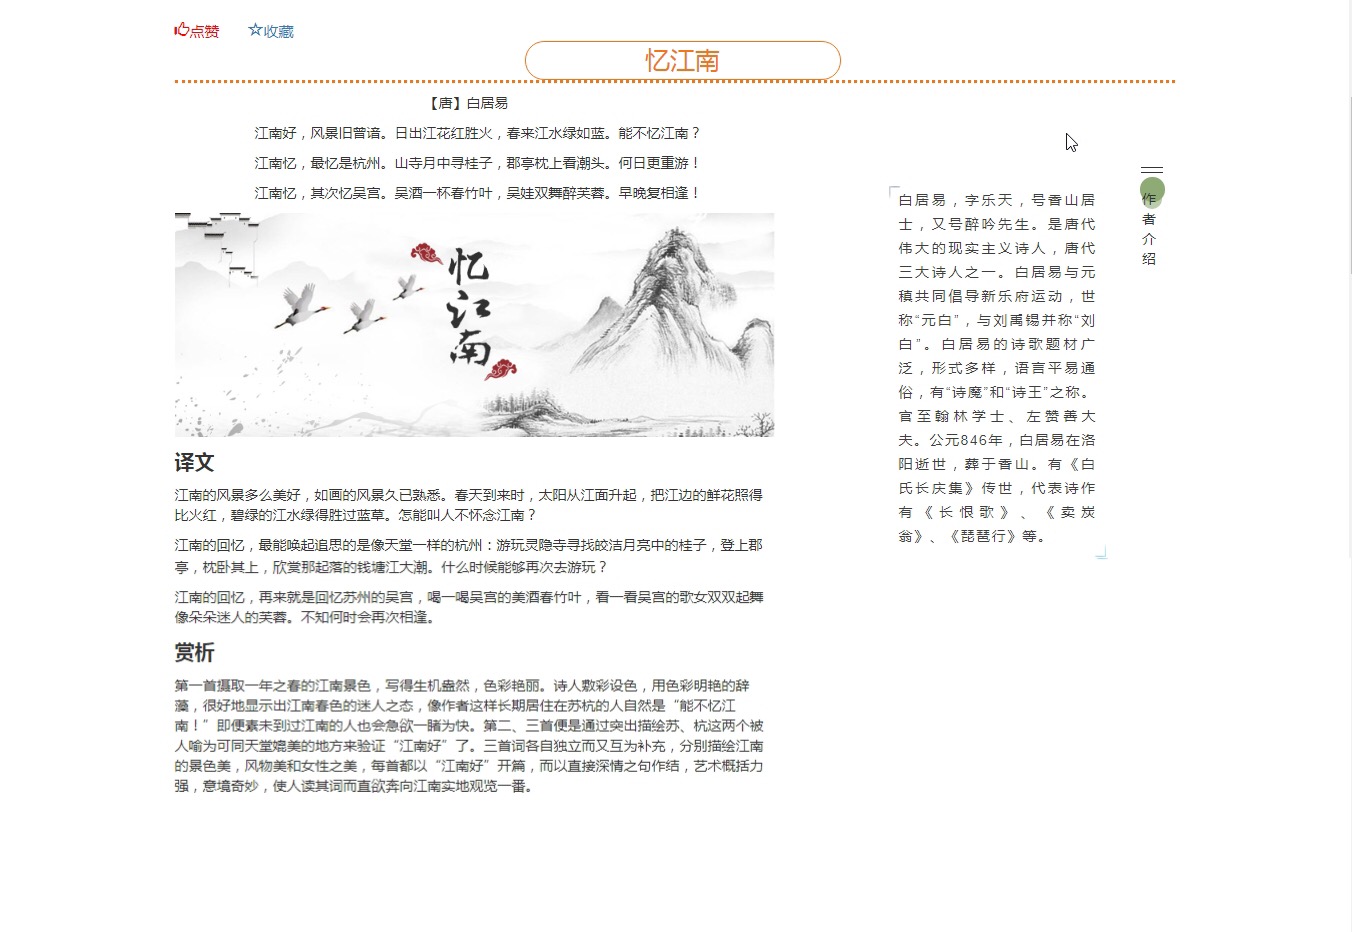 点赞 收藏
忆江南
【唐】白居易
江南好，风景旧曾谙。日出江花红胜火，春来江水绿如蓝。能不忆江南？
江南忆，最忆是杭州。山寺月中寻桂子，郡亭枕上看潮头。何日更重游！
江南忆，其次忆吴宫。吴酒一杯春竹叶，吴娃双舞醉芙蓉。早晚复相逢！
忆江南
译文
江南的风景多么美好，如画的风景久已熟悉。春天到来时，太阳从江面升起，把江边的鲜花照得
比火红，碧绿的江水绿得胜过蓝草。怎能叫人不怀念江南？
江南的回忆，最能唤起追思的是像天堂一样的杭州：游玩灵隐寺寻找皎洁月亮中的桂子，登上郡
亭，枕卧其上，欣赏那起落的钱塘江大潮。什么时候能够再次去游玩？
江南的回忆，再来就是回忆苏州的吴宫，喝一喝吴宫的美酒春竹叶，看一看吴宫的歌女双双起舞
像朵朵迷人的芙蓉。不知何时会再次相逢。
赏析
第一首摄取一年之春的江南景色，写得生机盎然，色彩艳丽。诗人敷彩设色，用色彩明艳的辞
藻，很好地显示出江南春色的迷人之态，像作者这样长期居住在苏杭的人自然是“能不忆江
南！”即便素未到过江南的人也会急欲一睹为快。第二、三首便是通过突出描绘苏、杭这两个被
人喻为可同天堂媲美的地方来验证“江南好”了。三首词各自独立而又互为补充，分别描绘江南
的景色美，风物美和女性之美，每首都以“江南好”开篇，而以直接深情之句作结，艺术概括力
强，意境奇妙，使人读其词而直欲奔向江南实地观览一番。
作者介绍
白居易，字乐天，号香山居
士，又号醉吟先生。是唐代
伟大的现实主义诗人，唐代
三大诗人之一。白居易与元
稹共同倡导新乐府运动，世
称“元白”，与刘禹锡并称“刘
白”。白居易的诗歌题材广
泛，形式多样，语言平易通
俗，有“诗魔”和“诗王”之称。
官至翰林学士、左赞善大
夫。公元846年，白居易在洛
阳逝世，葬于香山。有《白
氏长庆集》传世，代表诗作
有《长恨歌》、《卖炭
翁》、《琵琶行》等。